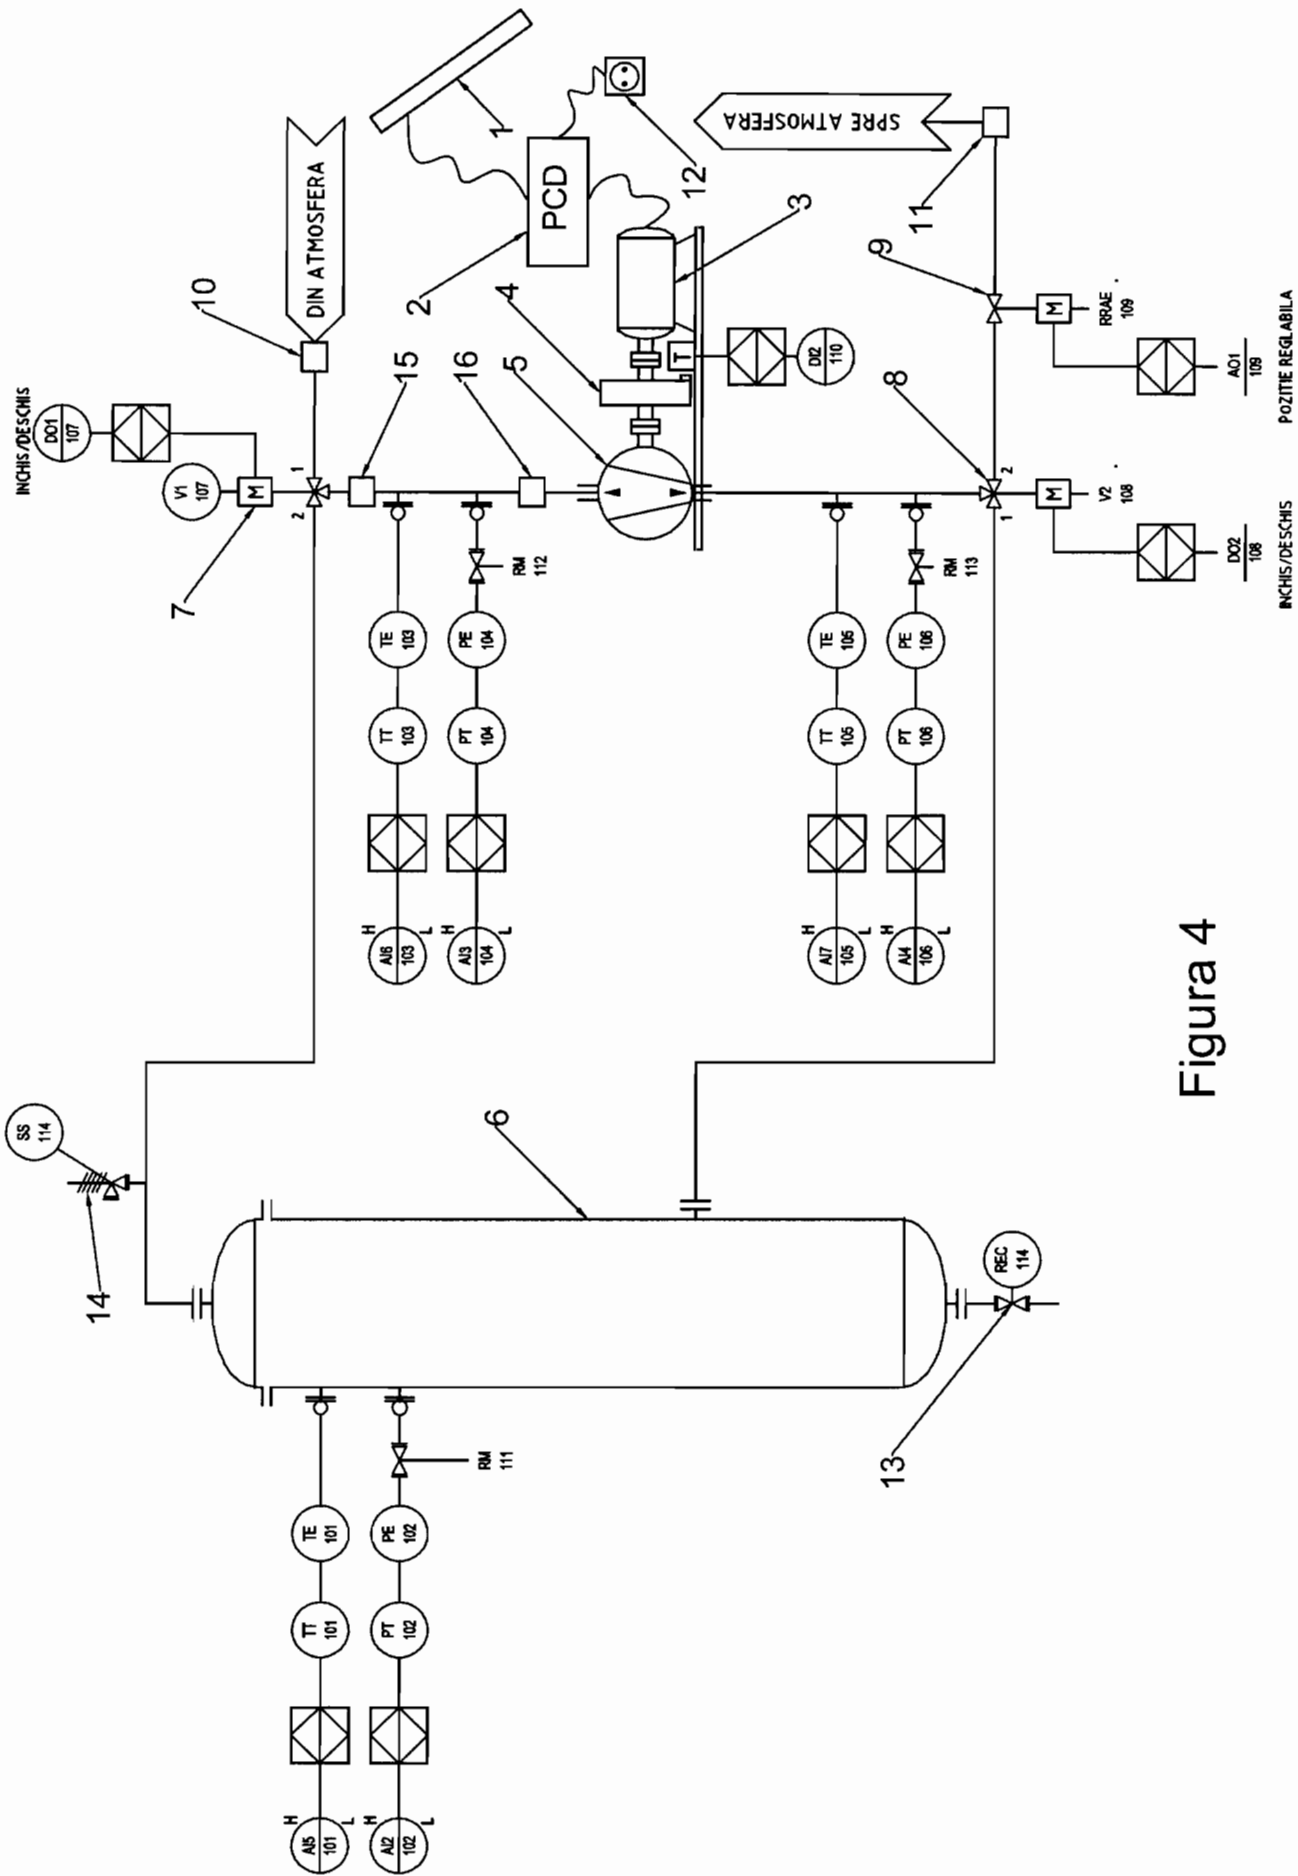 INCHIS/DESCHIS
DO1
107
V1
107
M
1
2
7
10
DIN ATMOSFERA
15
16
1
2
PCD
12
3
4
5
T
DI2
110
SPRE ATMOSFERA
11
9
8
M
RRAE
109
AO1
109
POZITIE REGLABILA
2
1
M
V2
108
DO2
108
INCHIS/DESCHIS
TE
103
TT
103
H
AI6
103
L
RM
112
PE
104
PT
104
H
AI3
104
L
TE
105
TT
105
H
AI7
105
L
RM
113
PE
106
PT
106
H
AI4
106
L
SS
114
14
6
REC
114
13
TE
101
TT
101
H
AI5
101
L
RM
111
PE
102
PT
102
H
AI2
102
L
Figura 4